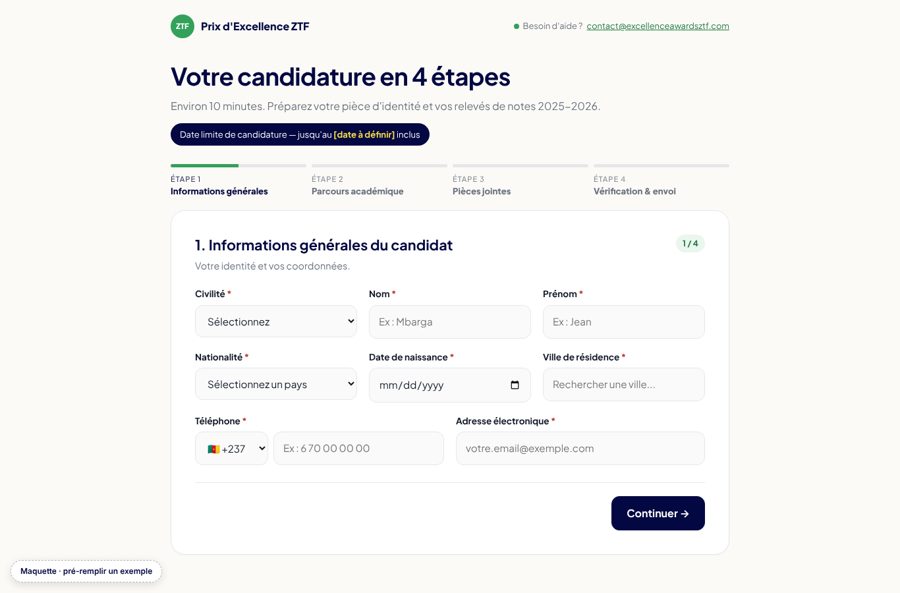 ZTF Prix d'Excellence ZTF
Besoin d'aide ? contact@excellenceawardsztf.com
Votre candidature en 4 étapes
Environ 10 minutes. Préparez votre pièce d'identité et vos relevés de notes 2025–2026.
Date limite de candidature — jusqu'au [date à définir] inclus
ÉTAPE 1
Informations générales
ÉTAPE 2
Parcours académique
ÉTAPE 3
Pièces jointes
ÉTAPE 4
Vérification & envoi
1. Informations générales du candidat
1 / 4
Votre identité et vos coordonnées.
Civilité *
Sélectionnez
Nom *
Ex : Mbarga
Prénom *
Ex : Jean
Nationalité *
Sélectionnez un pays
Date de naissance *
mm/dd/yyyy
Ville de résidence *
Rechercher une ville...
Téléphone *
🇨🇲 +237
Ex : 6 70 00 00 00
Adresse électronique *
votre.email@exemple.com
Continuer →
Maquette · pré-remplir un exemple